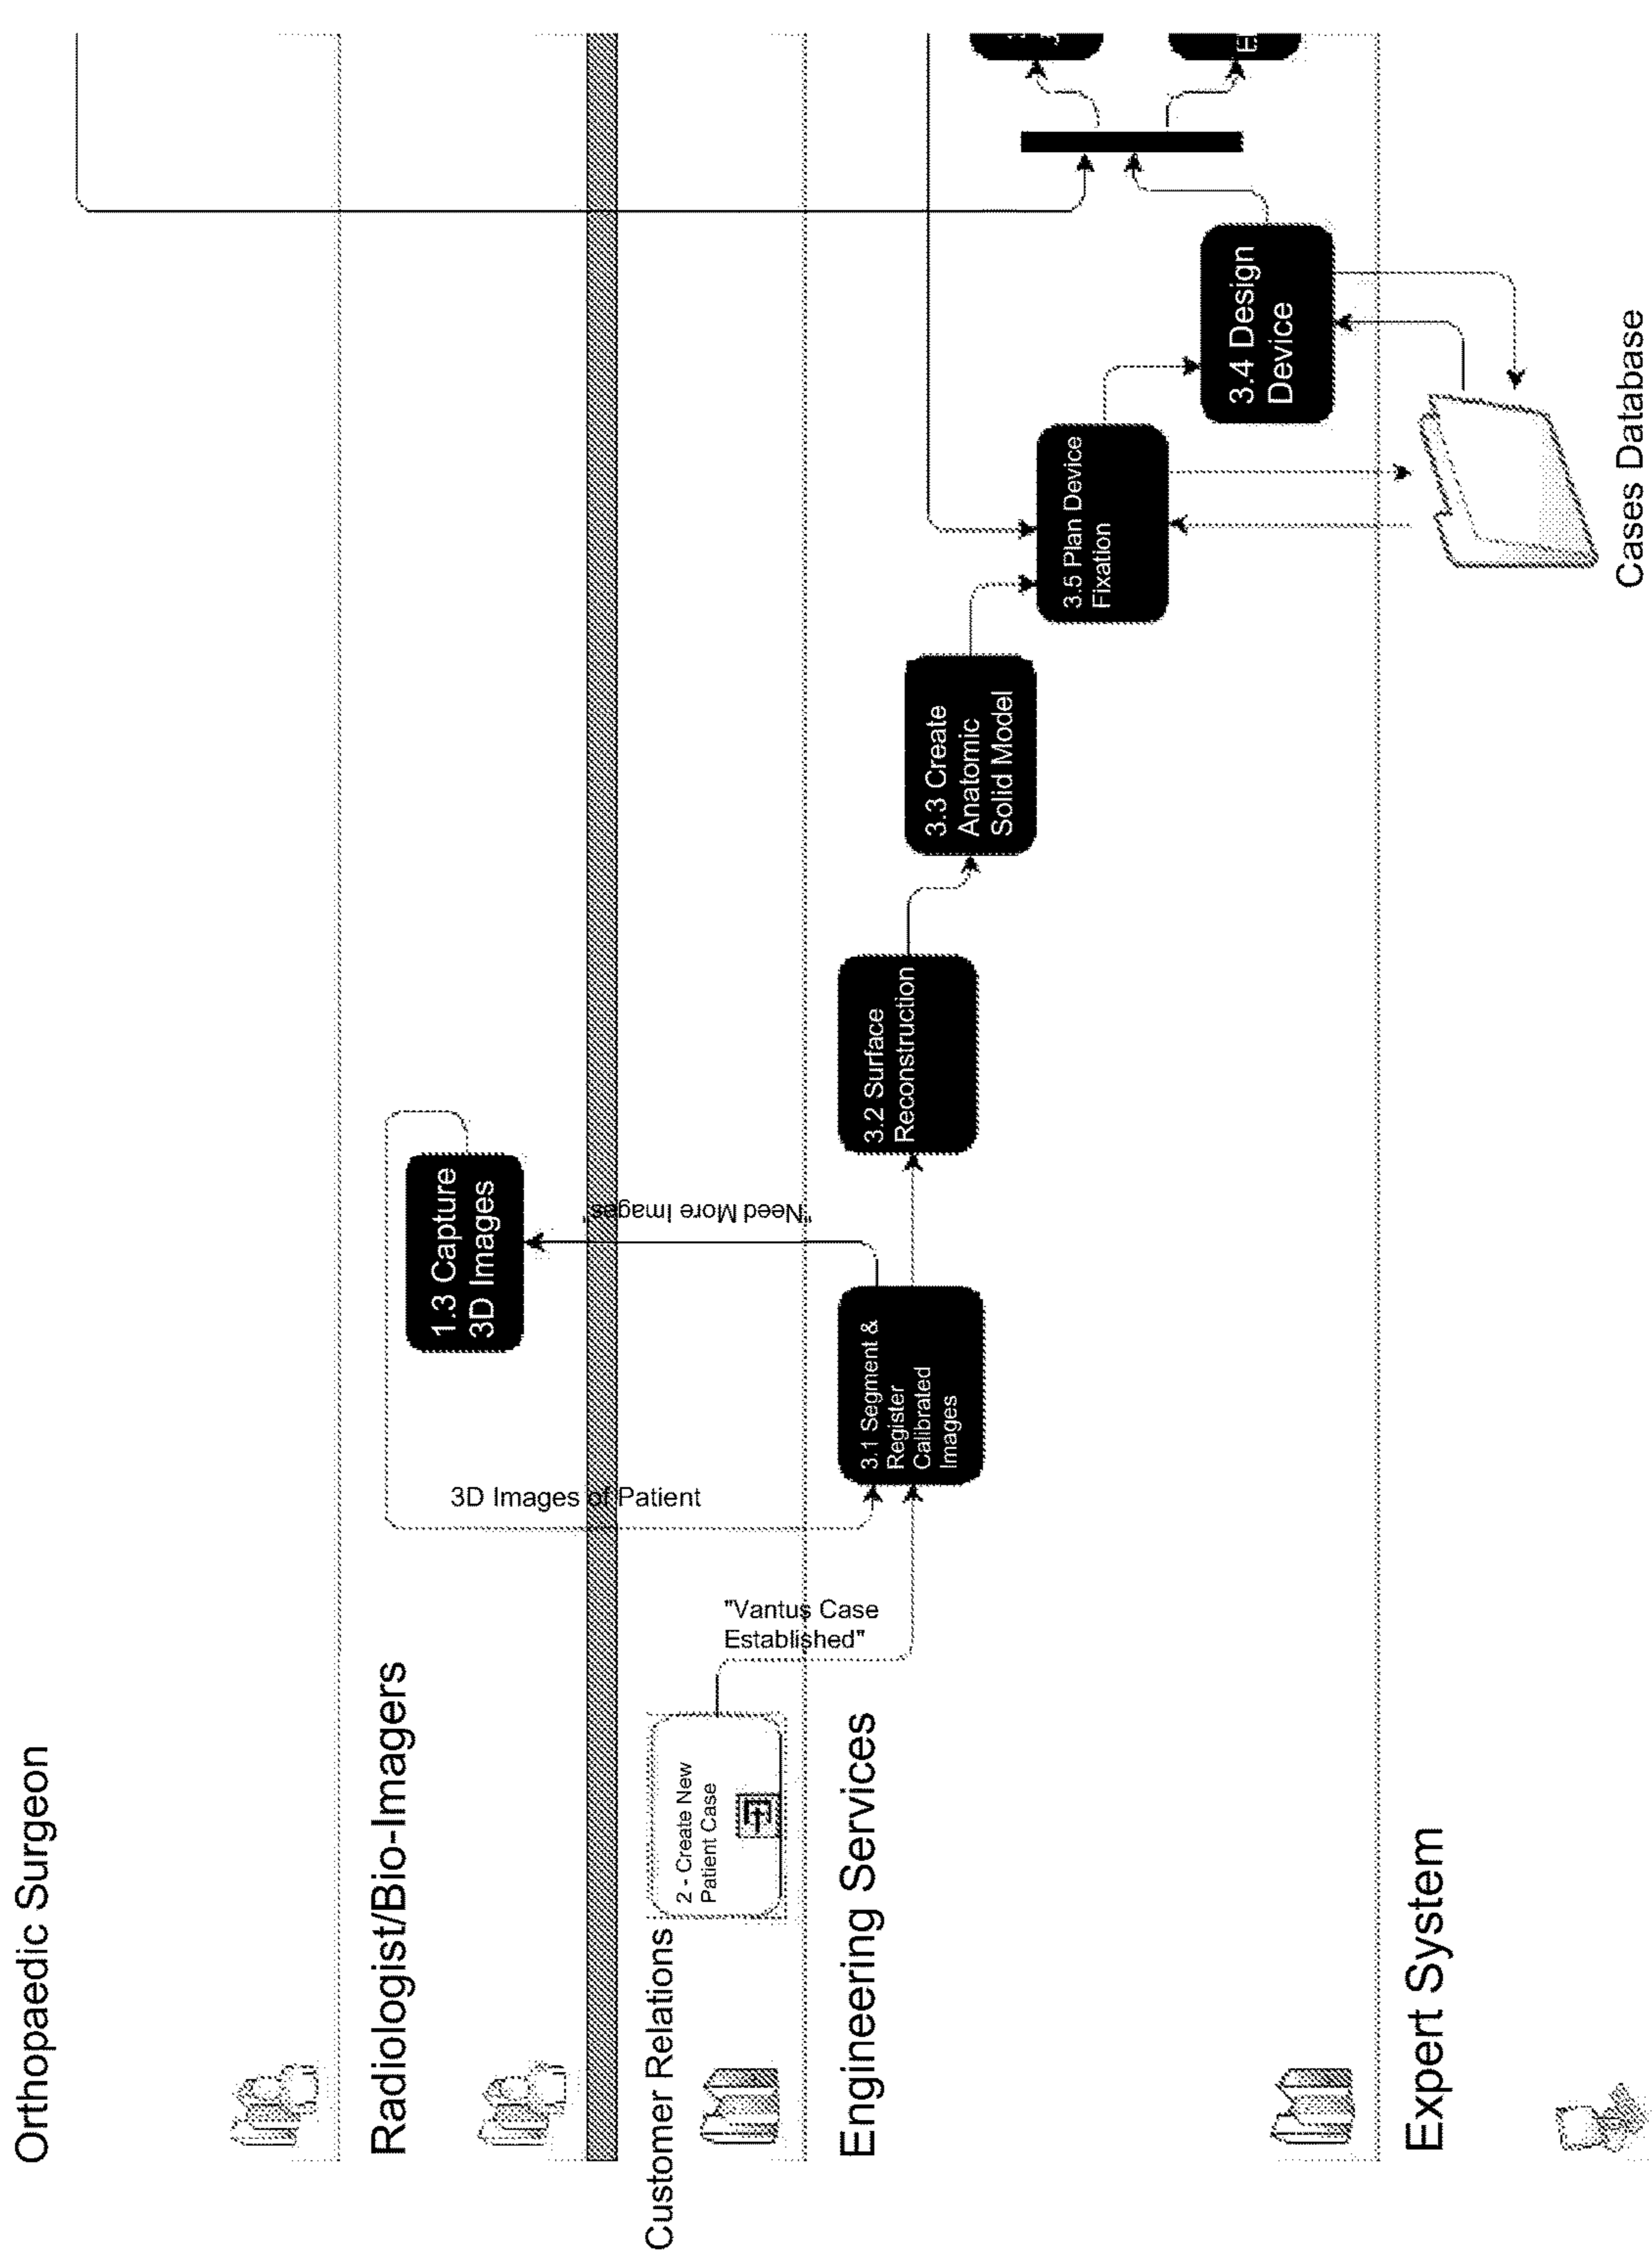 Orthopaedic Surgeon
Radiologist/Bio-Imagers
1.3 Capture
3D Images
3D Images of Patient
"Need More Images"
Customer Relations
2 - Create New
Patient Case
"Vantus Case
Established"
Engineering Services
3.1 Segment &
Register
Calibrated
Images
3.2 Surface
Reconstruction
3.3 Create
Anatomic
Solid Model
3.5 Plan Device
Fixation
3.4 Design
Device
Expert System
Cases Database